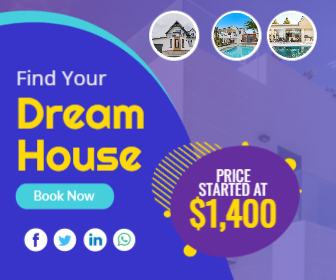 Find Your
Dream
House
Book Now
PRICE
STARTED AT
$1,400